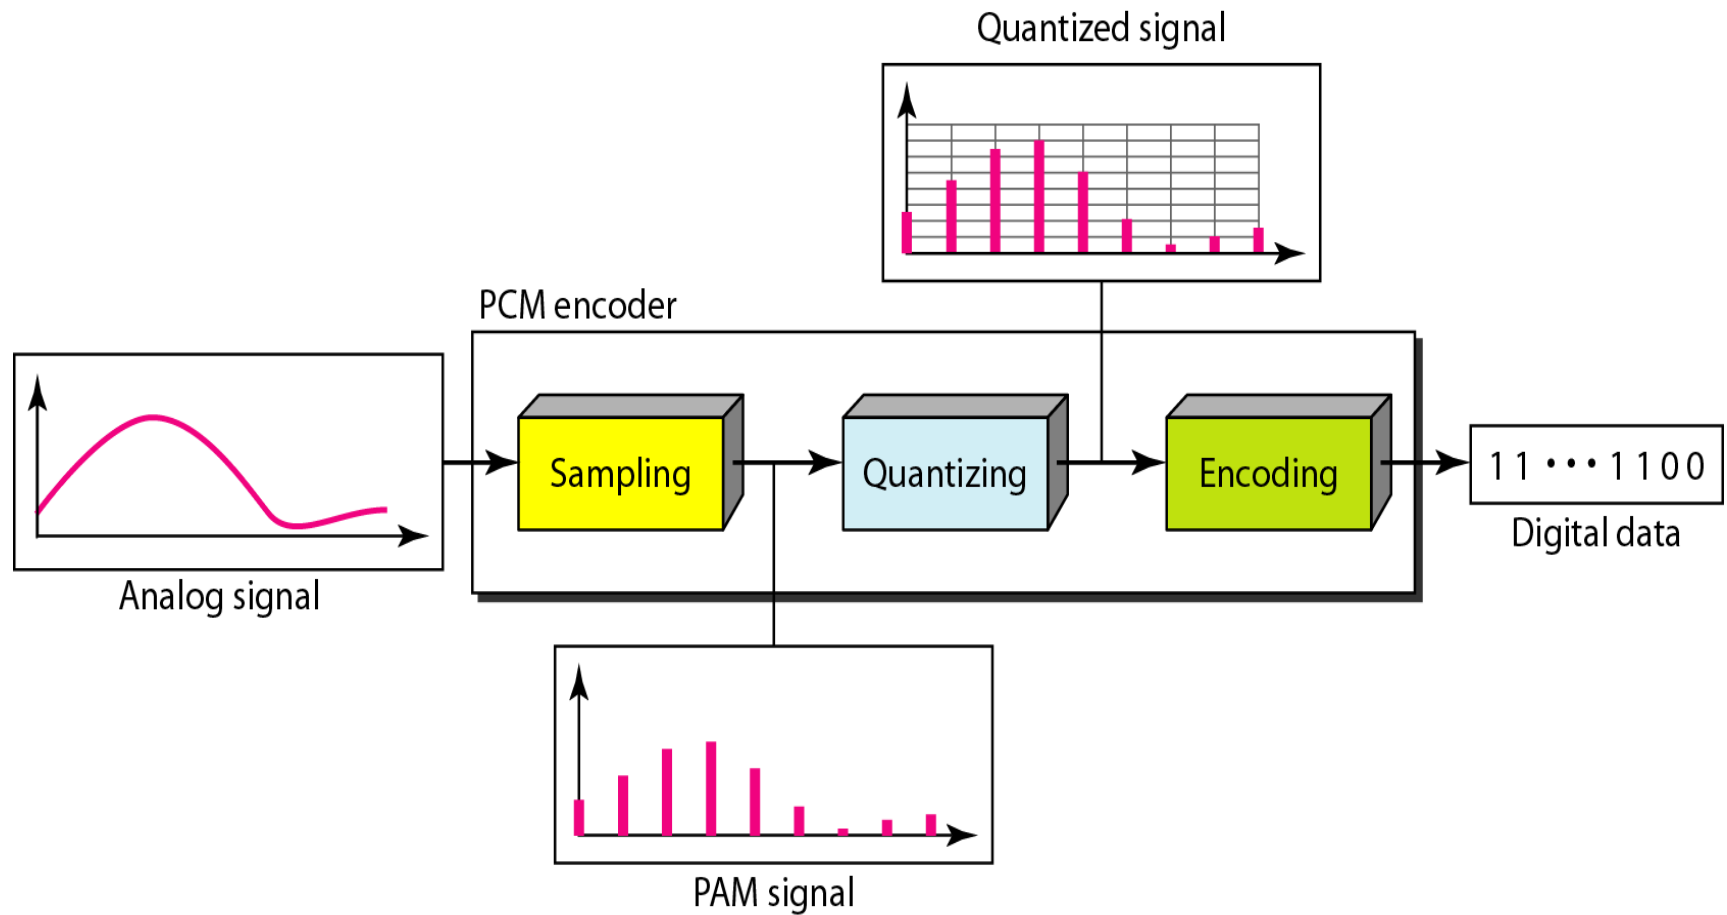 Quantized signal
PCM encoder
Sampling
Quantizing
Encoding
11···1100
Digital data
Analog signal
PAM signal